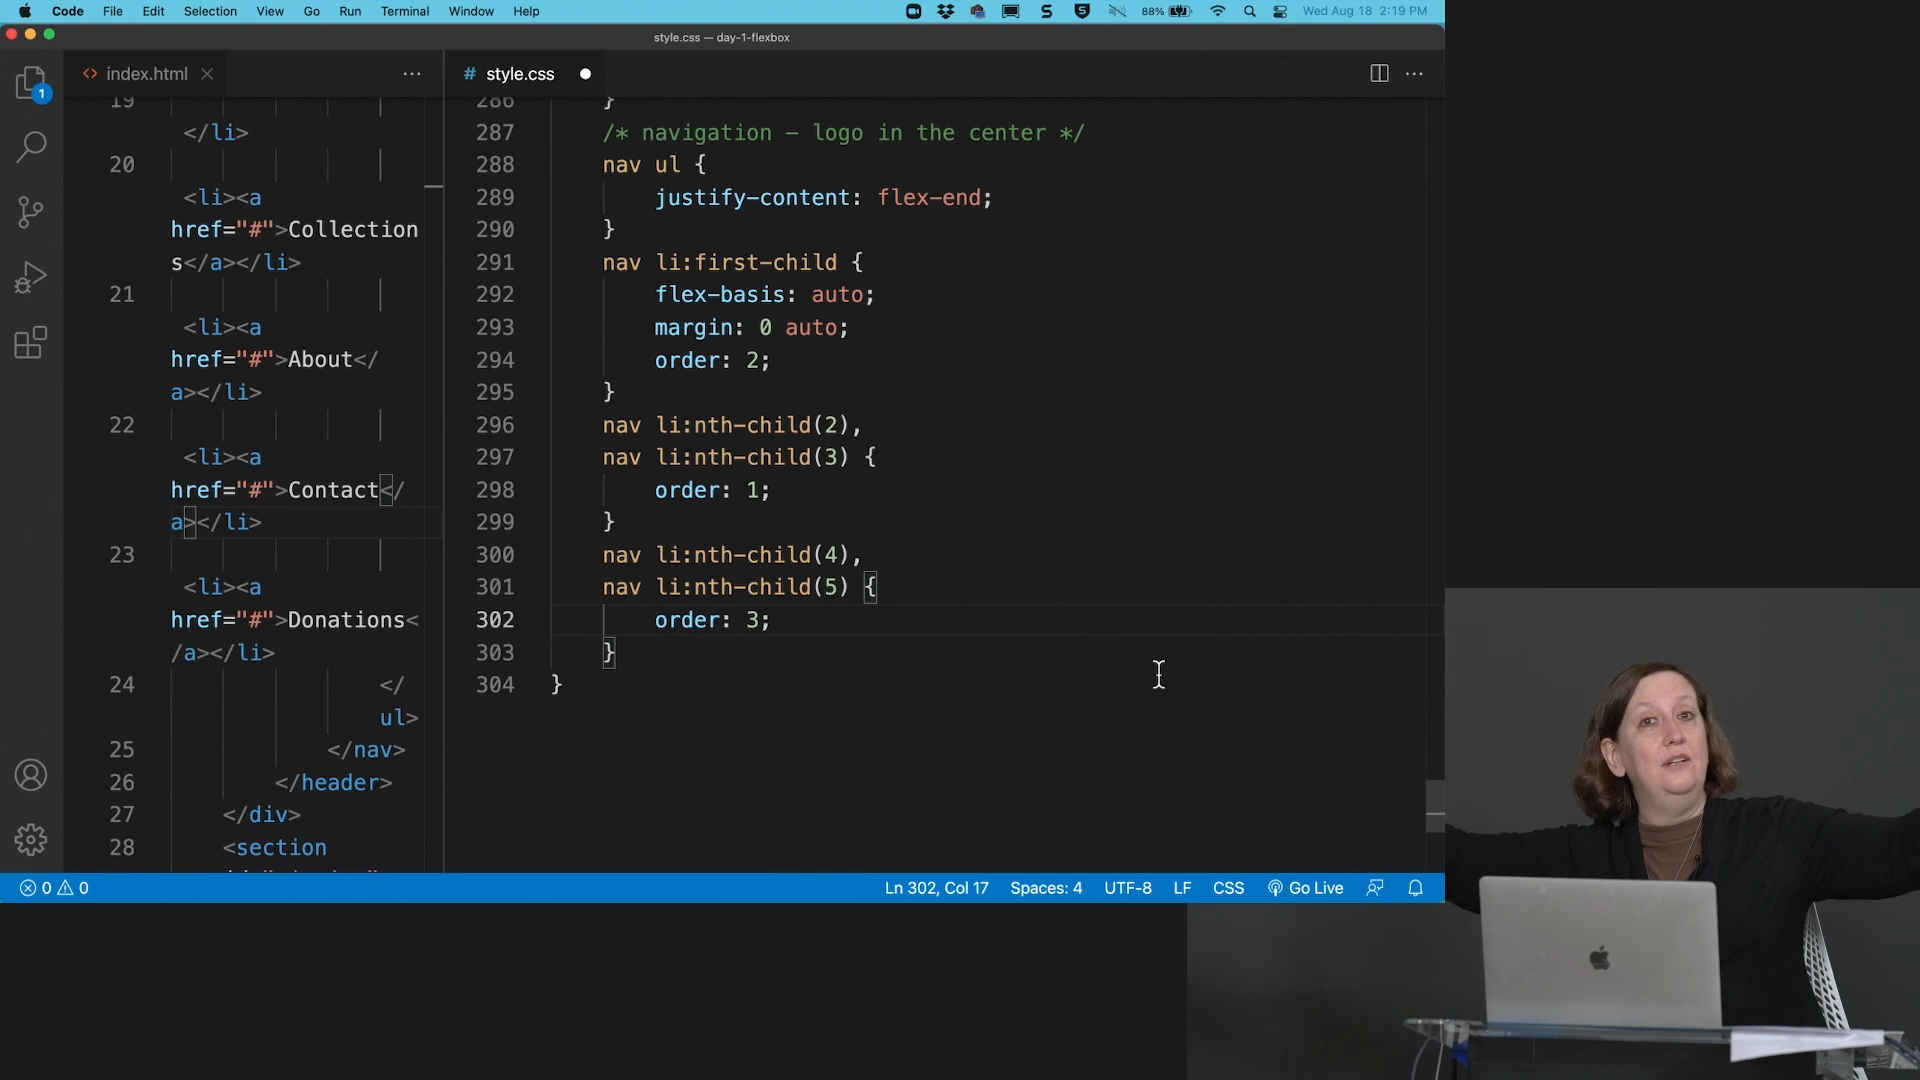 Code File Edit Selection View Go Run Terminal Window Help 88% Wed Aug 18 2:19 PM
style.css — day-1-flexbox
1
<> index.html × ...
# style.css ● ...
19
</li>
20
<li><a
href="#">Collection
s</a></li>
21
<li><a
href="#">About</
a></li>
22
<li><a
href="#">Contact</
a></li>
23
<li><a
href="#">Donations<
/a></li>
24 </
ul>
25 </nav>
26 </header>
27 </div>
28 <section
286 }
287 /* navigation – logo in the center */
288 nav ul {
289 justify-content: flex-end;
290 }
291 nav li:first-child {
292 flex-basis: auto;
293 margin: 0 auto;
294 order: 2;
295 }
296 nav li:nth-child(2),
297 nav li:nth-child(3) {
298 order: 1;
299 }
300 nav li:nth-child(4),
301 nav li:nth-child(5) {
302 order: 3;
303 }
304 }
0 0 Ln 302, Col 17 Spaces: 4 UTF-8 LF CSS Go Live